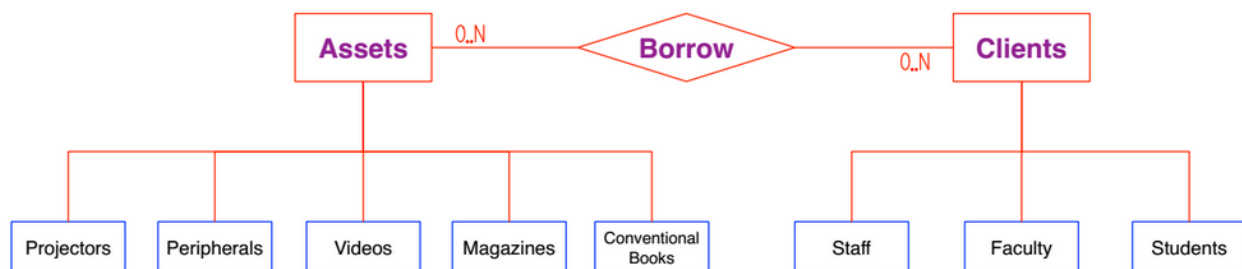 Assets
0..N
Borrow
0..N
Clients
Projectors
Peripherals
Videos
Magazines
Conventional
Books
Staff
Faculty
Students